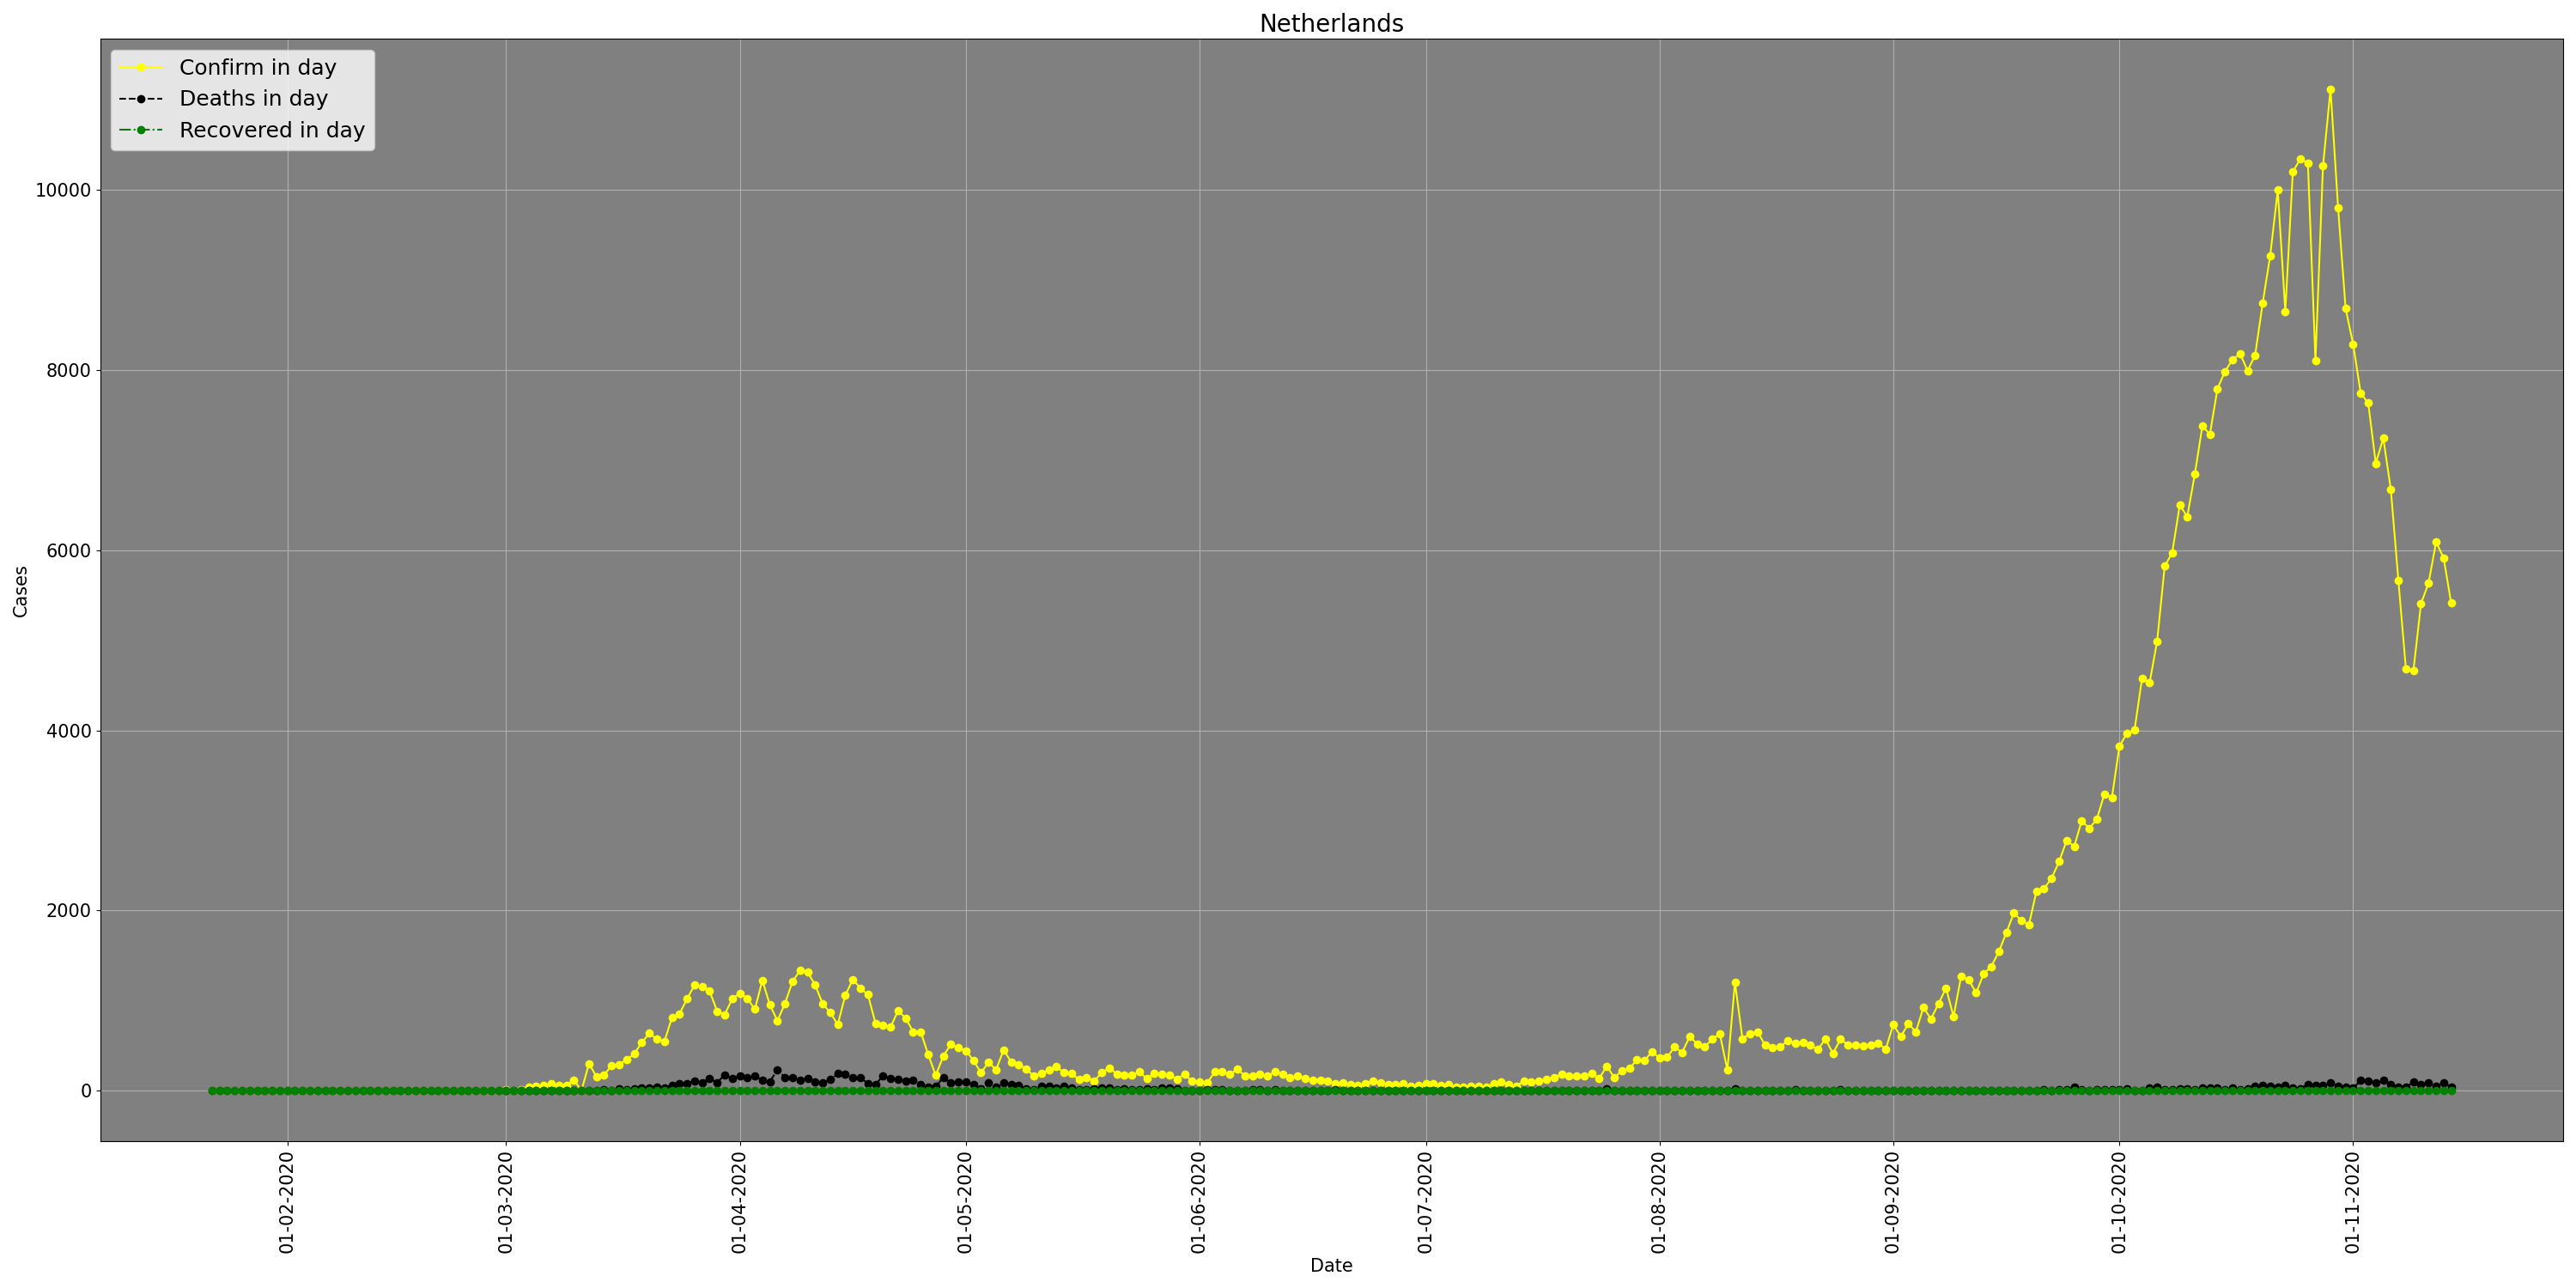 Netherlands
Confirm in day
Deaths in day
Recovered in day
10000
8000
6000
4000
2000
0
Cases
01-02-2020
01-03-2020
01-04-2020
01-05-2020
01-06-2020
01-07-2020
01-08-2020
01-09-2020
01-10-2020
01-11-2020
Date